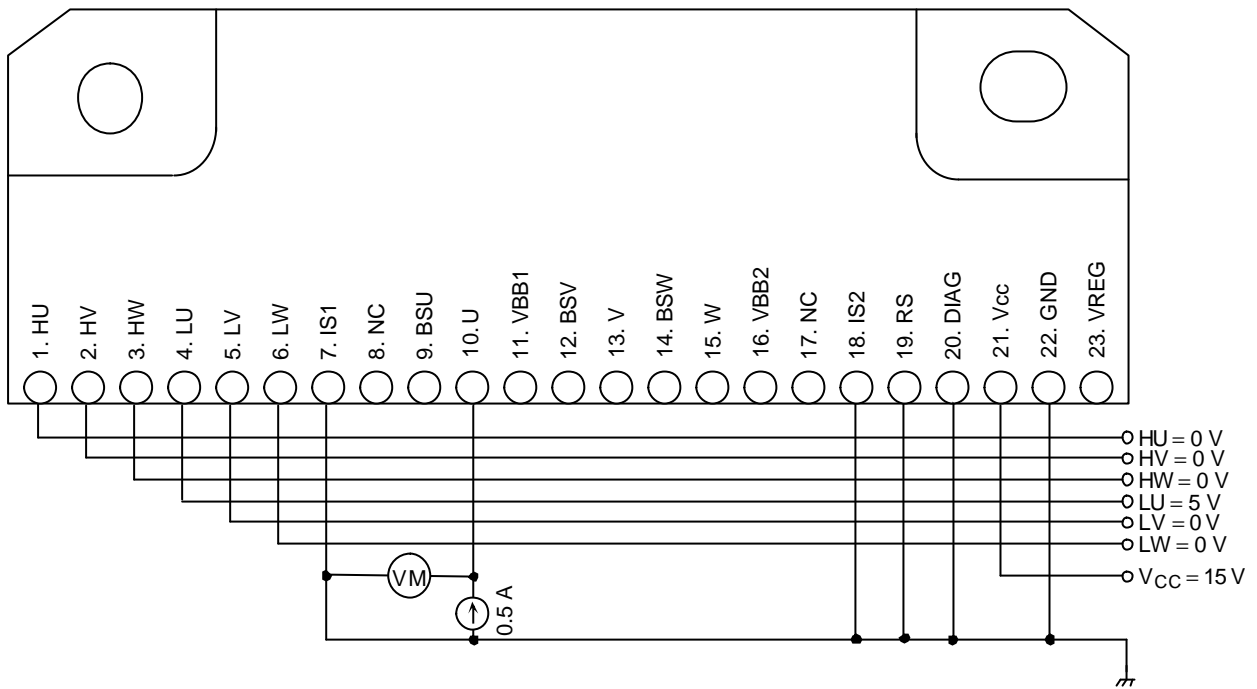 1. HU
2. HV
3. HW
4. LU
5. LV
6. LW
7. IS1
8. NC
9. BSU
10. U
11. VBB1
12. BSV
13. V
14. BSW
15. W
16. VBB2
17. NC
18. IS2
19. RS
20. DIAG
21. Vcc
22. GND
23. VREG
HU = 0 V
HV = 0 V
HW = 0 V
LU = 5 V
LV = 0 V
LW = 0 V
VCC = 15 V
VM
0.5 A